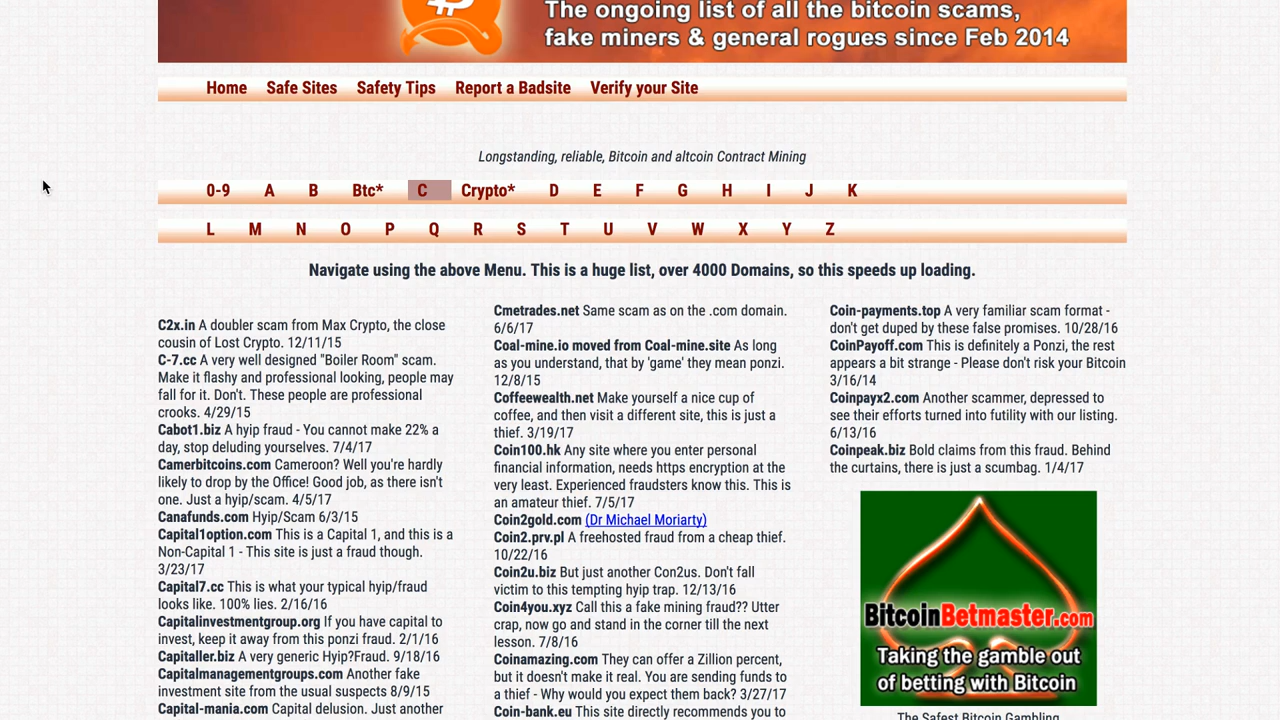 The ongoing list of all the bitcoin scams,
fake miners & general rogues since Feb 2014
Home Safe Sites Safety Tips Report a Badsite Verify your Site
Longstanding, reliable, Bitcoin and altcoin Contract Mining
0-9 A B Btc* C Crypto* D E F G H I J K
L M N O P Q R S T U V W X Y Z
Navigate using the above Menu. This is a huge list, over 4000 Domains, so this speeds up loading.
C2x.in A doubler scam from Max Crypto, the close
cousin of Lost Crypto. 12/11/15
C-7.cc A very well designed "Boiler Room" scam.
Make it flashy and professional looking, people may
fall for it. Don't. These people are professional
crooks. 4/29/15
Cabot1.biz A hyip fraud - You cannot make 22% a
day, stop deluding yourselves. 7/4/17
Camerbitcoins.com Cameroon? Well you're hardly
likely to drop by the Office! Good job, as there isn't
one. Just a hyip/scam. 4/5/17
Canafunds.com Hyip/Scam 6/3/15
Capital1option.com This is a Capital 1, and this is a
Non-Capital 1 - This site is just a fraud though.
3/23/17
Capital7.cc This is what your typical hyip/fraud
looks like. 100% lies. 2/16/16
Capitalinvestmentgroup.org If you have capital to
invest, keep it away from this ponzi fraud. 2/1/16
Capitaller.biz A very generic Hyip?Fraud. 9/18/16
Capitalmanagementgroups.com Another fake
investment site from the usual suspects 8/9/15
Capital-mania.com Capital delusion. Just another
Cmetrades.net Same scam as on the .com domain.
6/6/17
Coal-mine.io moved from Coal-mine.site As long
as you understand, that by 'game' they mean ponzi.
12/8/15
Coffeewealth.net Make yourself a nice cup of
coffee, and then visit a different site, this is just a
thief. 3/19/17
Coin100.hk Any site where you enter personal
financial information, needs https encryption at the
very least. Experienced fraudsters know this. This is
an amateur thief. 7/5/17
Coin2gold.com (Dr Michael Moriarty)
Coin2.prv.pl A freehosted fraud from a cheap thief.
10/22/16
Coin2u.biz But just another Con2us. Don't fall
victim to this tempting hyip trap. 12/13/16
Coin4you.xyz Call this a fake mining fraud?? Utter
crap, now go and stand in the corner till the next
lesson. 7/8/16
Coinamazing.com They can offer a Zillion percent,
but it doesn't make it real. You are sending funds to
a thief - Why would you expect them back? 3/27/17
Coin-bank.eu This site directly recommends you to
Coin-payments.top A very familiar scam format -
don't get duped by these false promises. 10/28/16
CoinPayoff.com This is definitely a Ponzi, the rest
appears a bit strange - Please don't risk your Bitcoin
3/16/14
Coinpayx2.com Another scammer, depressed to
see their efforts turned into futility with our listing.
6/13/16
Coinpeak.biz Bold claims from this fraud. Behind
the curtains, there is just a scumbag. 1/4/17
BitcoinBetmaster.com
Taking the gamble out
of betting with Bitcoin
The Safest Bitcoin Gambling